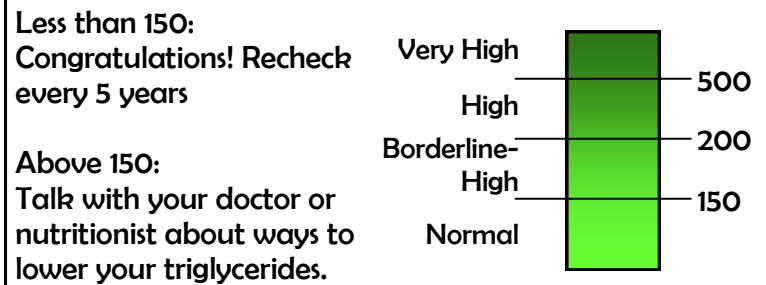 Less than 150:
Congratulations! Recheck
every 5 years
Above 150:
Talk with your doctor or
nutritionist about ways to
lower your triglycerides.
Very High
500
High
200
Borderline-
High
150
Normal